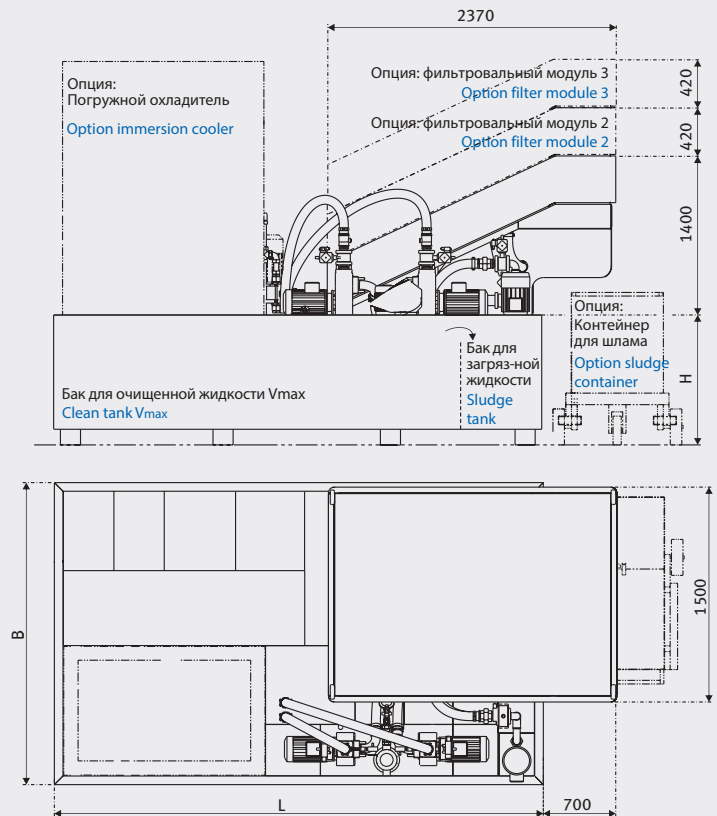 2370
Опция:
Погружной охладитель
Option immersion cooler
Опция: фильтровальный модуль 3
Option filter module 3
420
Опция: фильтровальный модуль 2
Option filter module 2
420
1400
Опция:
Контейнер
для шлама
Option sludge
container
Бак для
загряз-ной
жидкости
Sludge
tank
Бак для очищенной жидкости Vmax
Clean tank Vmax
H
B
1500
L
700